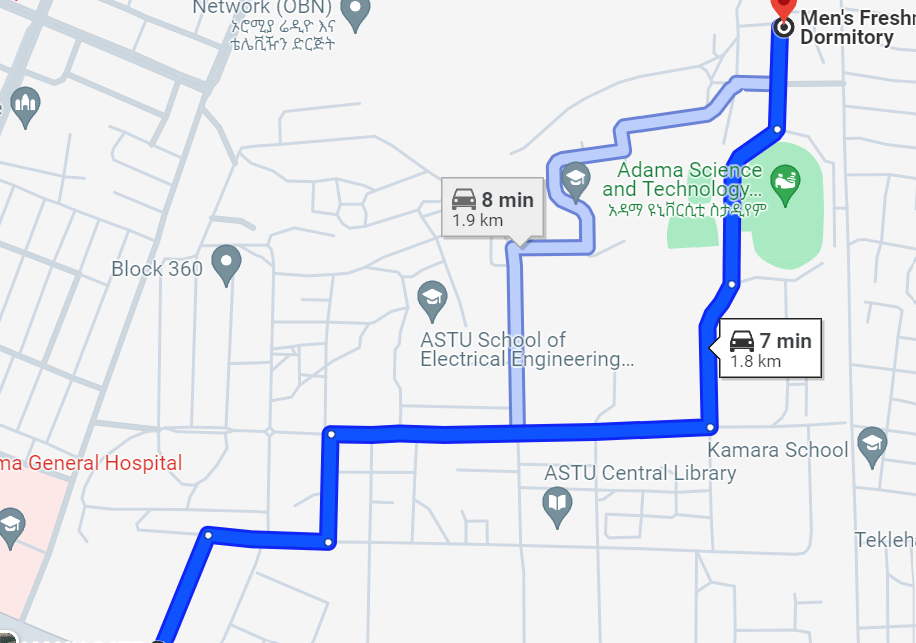 Network (OBN)
ኦሮሚያ ሬዲዮ እና
ቴሌቪዥን ድርጅት
Men's Freshr
Dormitory
Adama Science
and Technology...
አዳማ ዩኒቨርሲቲ ስታዲየም
8 min
1.9 km
Block 360
ASTU School of
Electrical Engineering...
7 min
1.8 km
Kamara School
ma General Hospital
ASTU Central Library
Tekleh